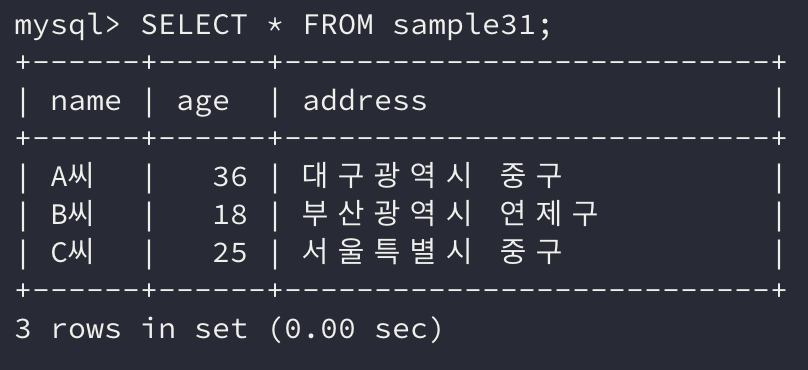 mysql> SELECT * FROM sample31;
+------+------+---------------------------+
| name | age  | address                   |
+------+------+---------------------------+
| A씨   |   36 | 대구광역시 중구            |
| B씨   |   18 | 부산광역시 연제구          |
| C씨   |   25 | 서울특별시 중구            |
+------+------+---------------------------+
3 rows in set (0.00 sec)